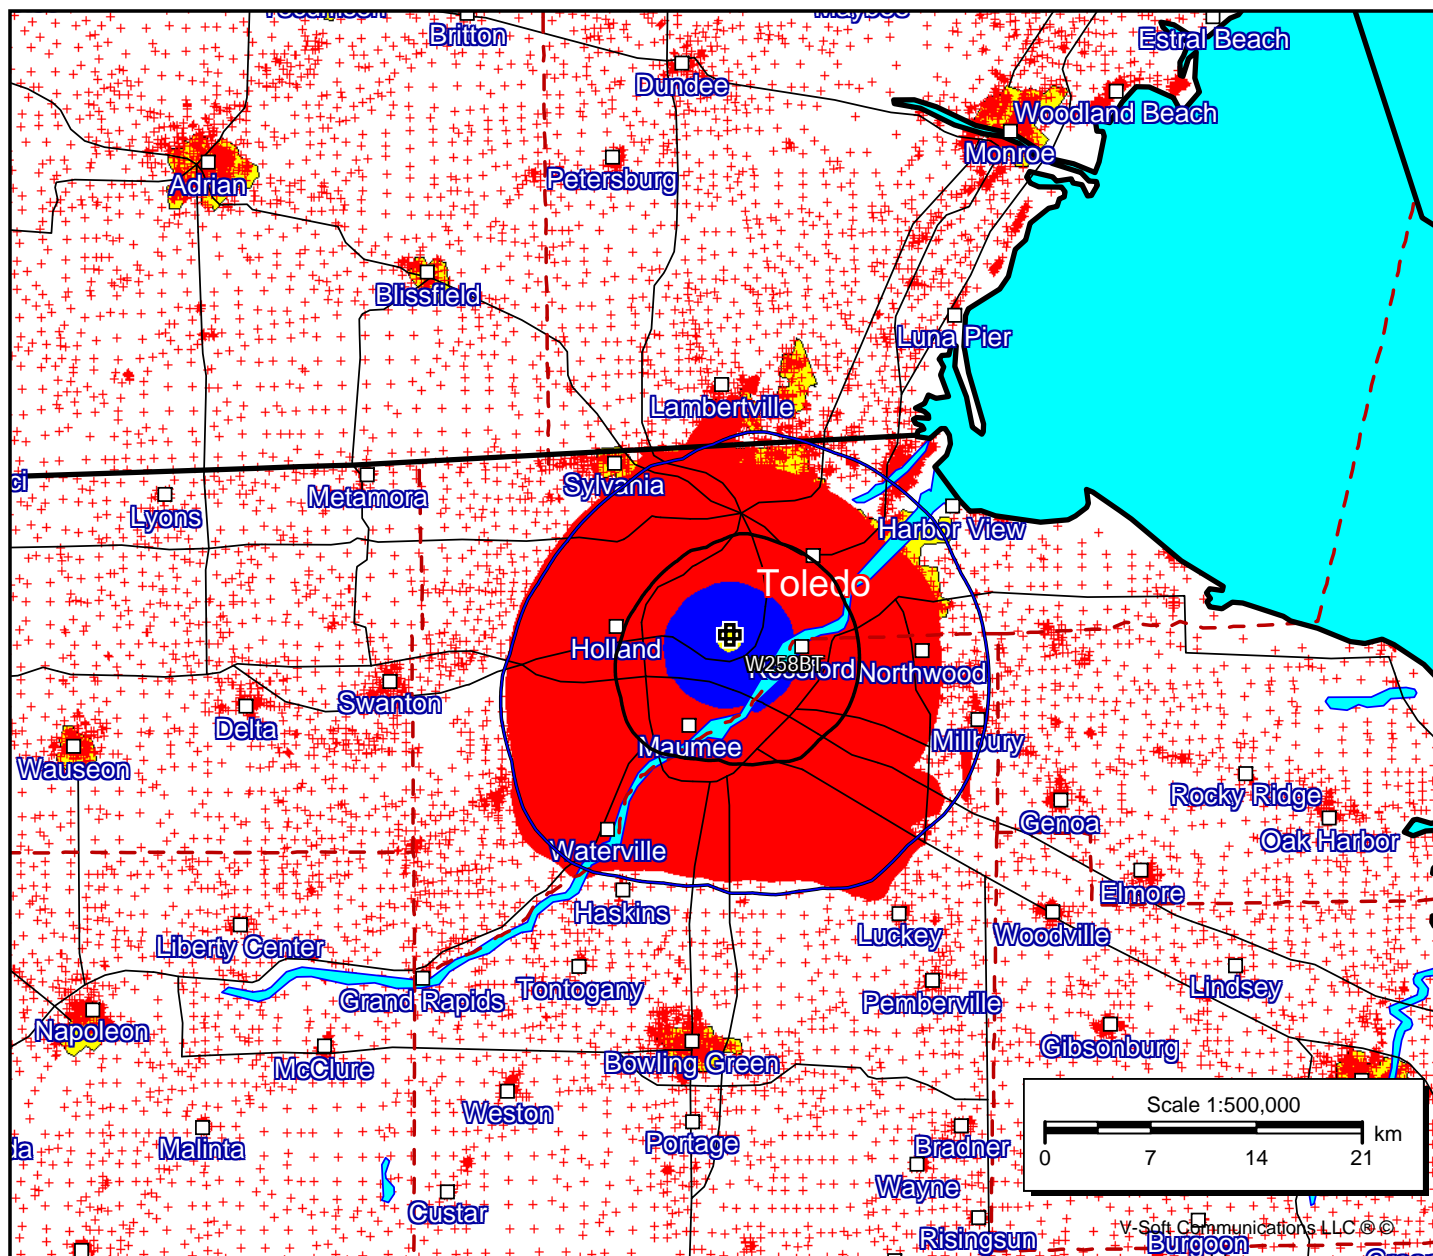 Britton
Estral Beach
Dundee
Woodland Beach
Monroe
Petersburg
Adrian
Blissfield
Luna Pier
Lambertville
Sylvania
Metamora
Lyons
Harbor View
Toledo
Holland
W258BT
Northwood
Swanton
Delta
Maumee
Millbury
Wauseon
Rocky Ridge
Genoa
Oak Harbor
Waterville
Elmore
Haskins
Luckey
Woodville
Liberty Center
Lindsey
Grand Rapids
Tontogany
Pemberville
Napoleon
Gibsonburg
Bowling Green
McClure
Weston
Scale 1:500,000
km
0 7 14 21
Malinta
Portage
Bradner
Wayne
Custar
Risingsun
V-Soft Communications LLC ® ©
Burgoon